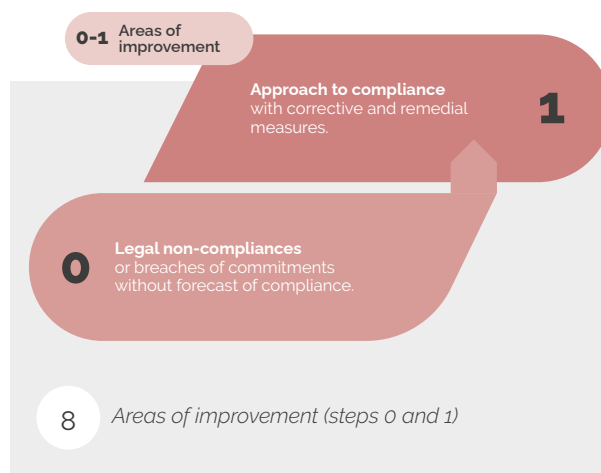 0-1 Areas of
improvement
Approach to compliance
with corrective and remedial
measures.
1
0
Legal non-compliances
or breaches of commitments
without forecast of compliance.
8
Areas of improvement (steps 0 and 1)